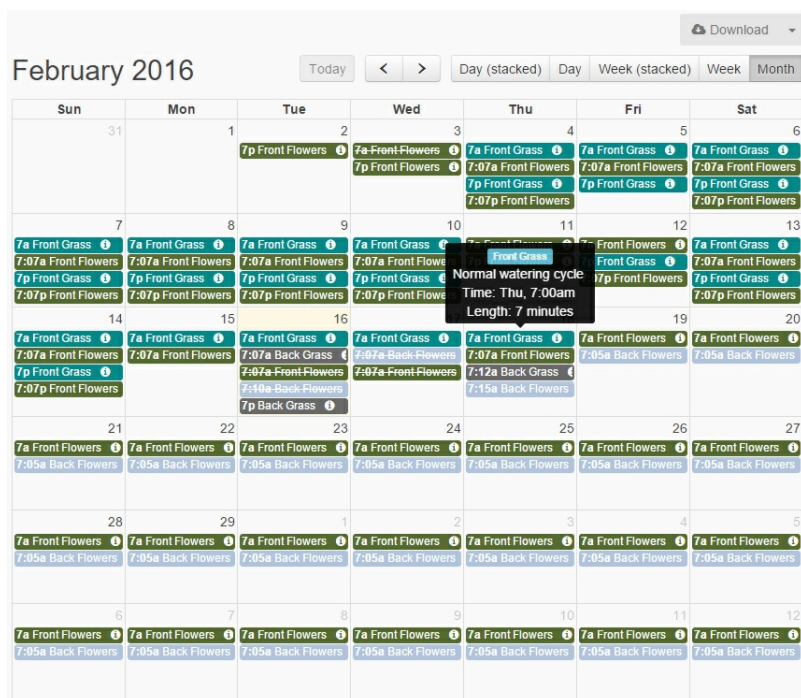 Download
February 2016
Today < > Day (stacked) Day Week (stacked) Week Month
Sun Mon Tue Wed Thu Fri Sat
31 1 2 3 4 5 6
7p Front Flowers 7a Front Flowers 7a Front Grass 7a Front Grass 7a Front Grass
7p Front Flowers 7:07a Front Flowers 7:07a Front Flowers 7:07a Front Flowers
7p Front Grass 7p Front Grass 7p Front Grass
7:07p Front Flowers 7:07p Front Flowers
7 8 9 10 11 12 13
7a Front Grass 7a Front Grass 7a Front Grass 7a Front Grass 7a Front Flowers 7a Front Flowers 7a Front Grass
7:07a Front Flowers 7:07a Front Flowers 7:07a Front Flowers 7:07a Front Flowers Front Grass 7:07a Front Flowers
7p Front Grass 7p Front Grass 7p Front Grass 7p Front Grass Front Flowers 7p Front Grass
7:07p Front Flowers 7:07p Front Flowers 7:07p Front Flowers 7:07p Front Flowers 7:07p Front Flowers
Front Grass
Normal watering cycle
Time: Thu, 7:00am
Length: 7 minutes
14 15 16 19 20
7a Front Grass 7a Front Grass 7a Front Grass 7a Front Grass 7a Front Grass 7a Front Flowers 7a Front Flowers
7:07a Front Flowers 7:07a Front Flowers 7:07a Back Grass 7:07a Back Flowers 7:07a Front Flowers 7:05a Back Flowers 7:05a Back Flowers
7p Front Grass 7:07a Front Flowers 7:07a Front Flowers 7:12a Back Grass
7:07p Front Flowers 7:10a Back Flowers 7:15a Back Flowers
7p Back Grass
21 22 23 24 25 26 27
7a Front Flowers 7a Front Flowers 7a Front Flowers 7a Front Flowers 7a Front Flowers 7a Front Flowers 7a Front Flowers
7:05a Back Flowers 7:05a Back Flowers 7:05a Back Flowers 7:05a Back Flowers 7:05a Back Flowers 7:05a Back Flowers 7:05a Back Flowers
28 29 1 2 3 4 5
7a Front Flowers 7a Front Flowers 7a Front Flowers 7a Front Flowers 7a Front Flowers 7a Front Flowers 7a Front Flowers
7:05a Back Flowers 7:05a Back Flowers 7:05a Back Flowers 7:05a Back Flowers 7:05a Back Flowers 7:05a Back Flowers 7:05a Back Flowers
6 7 8 9 10 11 12
7a Front Flowers 7a Front Flowers 7a Front Flowers 7a Front Flowers 7a Front Flowers 7a Front Flowers 7a Front Flowers
7:05a Back Flowers 7:05a Back Flowers 7:05a Back Flowers 7:05a Back Flowers 7:05a Back Flowers 7:05a Back Flowers 7:05a Back Flowers